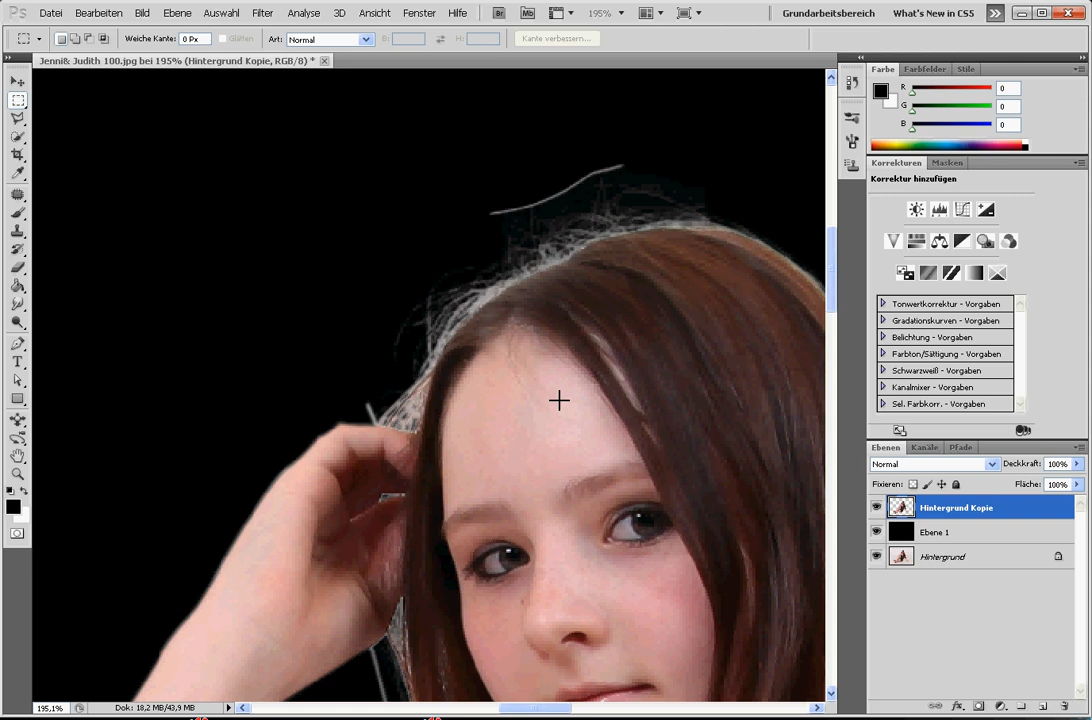 Ps Datei Bearbeiten Bild Ebene Auswahl Filter Analyse 3D Ansicht Fenster Hilfe Br Mb 195% Grundarbeitsbereich What's New in CS5
Weiche Kante: 0 Px Glätten Art: Normal B: H: Kante verbessern...
Jenni& Judith 100.jpg bei 195% (Hintergrund Kopie, RGB/8) *
Farbe Farbfelder Stile
R 0
G 0
B 0
Korrekturen Masken
Korrektur hinzufügen
Tonwertkorrektur - Vorgaben
Gradationskurven - Vorgaben
Belichtung - Vorgaben
Farbton/Sättigung - Vorgaben
Schwarzweiß - Vorgaben
Kanalmixer - Vorgaben
Sel. Farbkorr. - Vorgaben
Ebenen Kanäle Pfade
Normal Deckkraft: 100%
Fixieren: Fläche: 100%
Hintergrund Kopie
Ebene 1
Hintergrund
195,1% Dok: 18,2 MB/43,9 MB